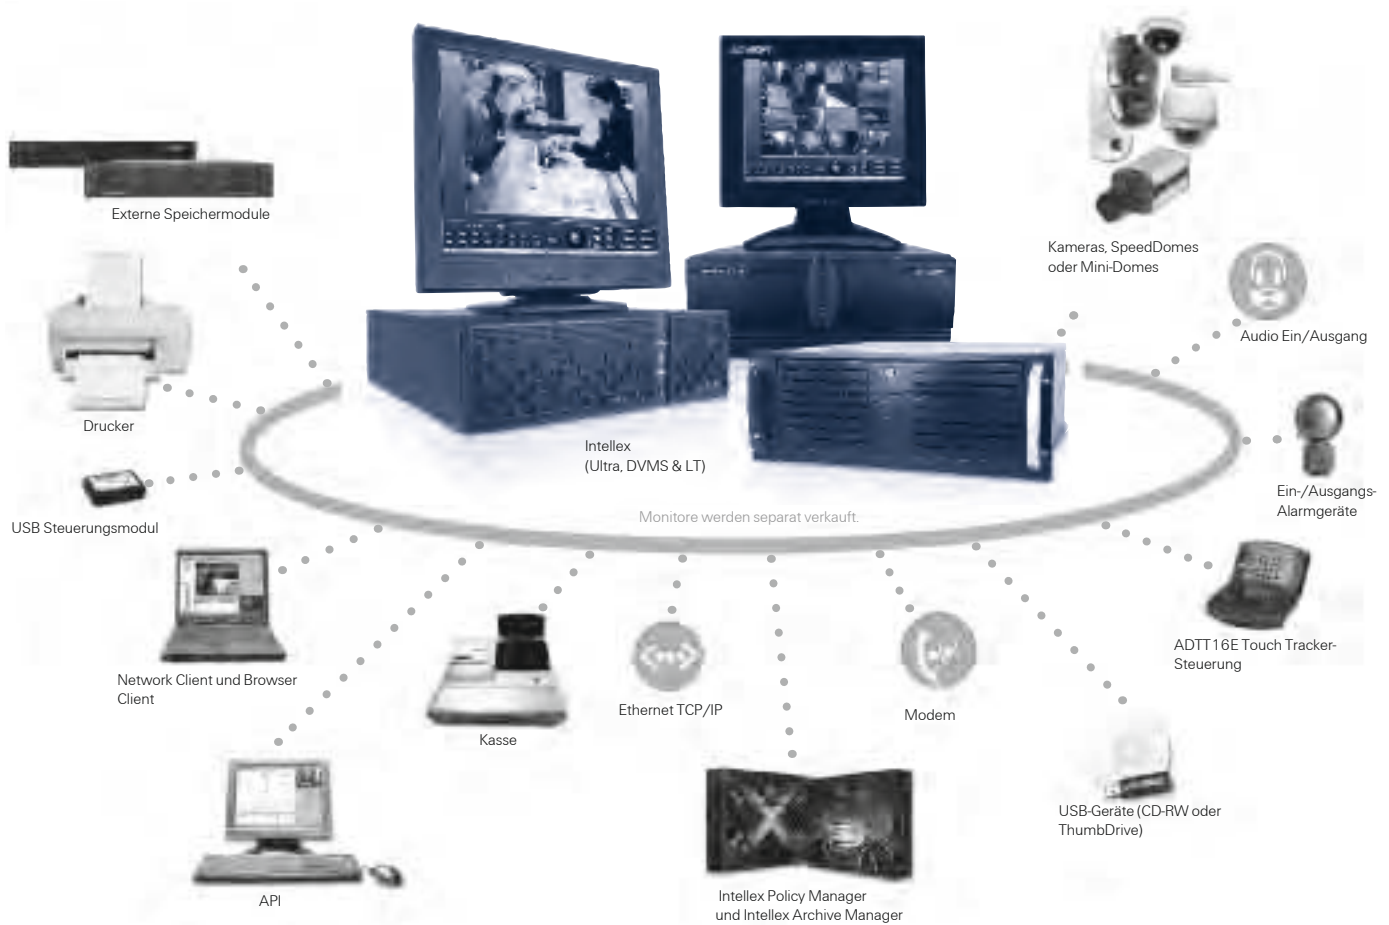 Externe Speichermodule
Kameras, SpeedDomes
oder Mini-Domes
Audio Ein/Ausgang
Drucker
Intellex
(Ultra, DVMS & LT)
Ein-/Ausgangs-
Alarmgeräte
USB Steuerungsmodul
Monitore werden separat verkauft.
ADTT16E Touch Tracker-
Steuerung
Network Client und Browser
Client
Ethernet TCP/IP
Modem
Kasse
USB-Geräte (CD-RW oder
ThumbDrive)
API
Intellex Policy Manager
und Intellex Archive Manager